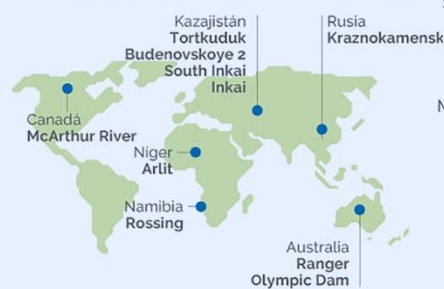 Kazajistán
Tortkuduk
Budenovskoye 2
South Inkai
Inkai
Rusia
Kraznokamensk
Canadá
McArthur River
Níger
Arlit
Namibia
Rossing
Australia
Ranger
Olympic Dam